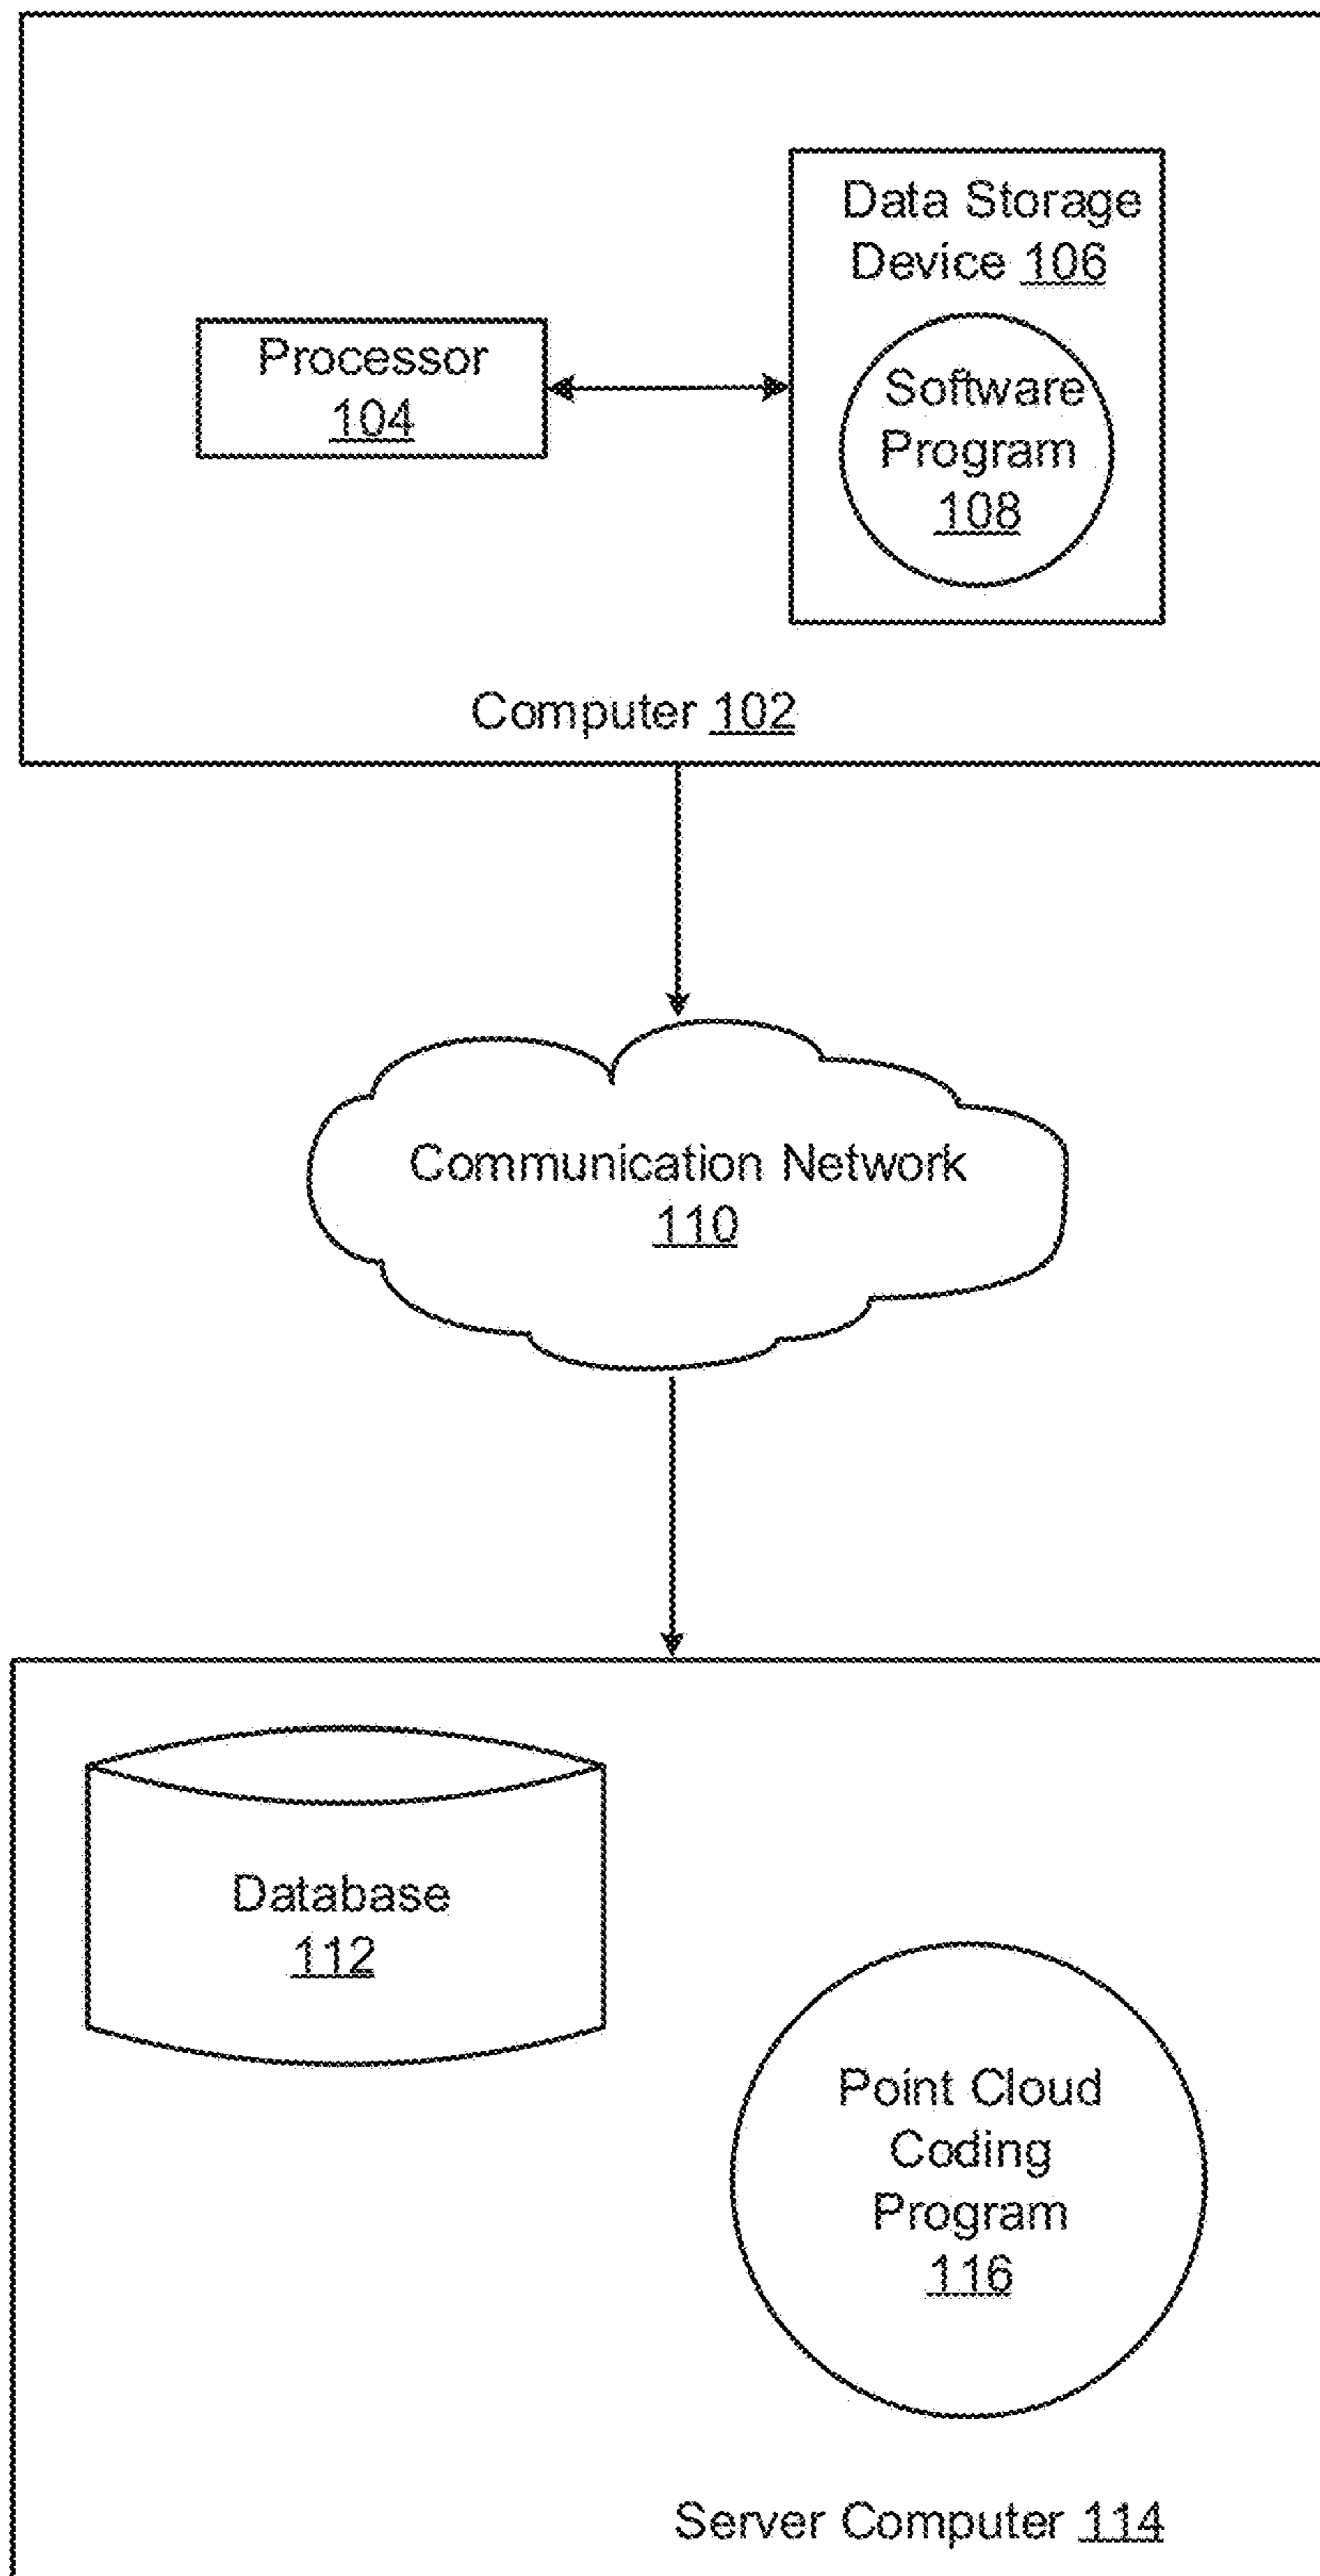 Data Storage
Device 106
Processor
104
Software
Program
108
Computer 102
Communication Network
110
Database
112
Point Cloud
Coding
Program
116
Server Computer 114